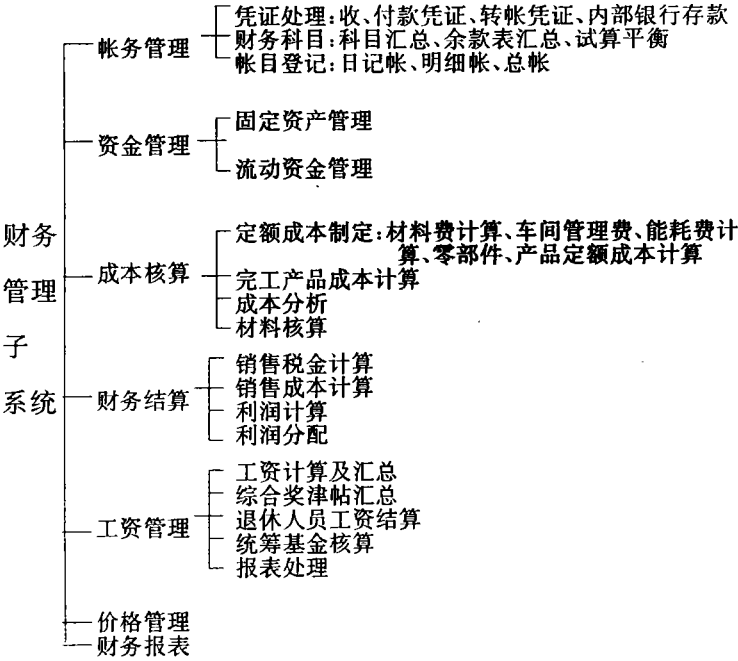 财务
管理
子
系统
帐务管理
凭证处理:收、付款凭证、转帐凭证、内部银行存款
财务科目:科目汇总、余款表汇总、试算平衡
帐目登记:日记帐、明细帐、总帐
资金管理
固定资产管理
流动资金管理
成本核算
定额成本制定:材料费计算、车间管理费、能耗费计
算、零部件、产品定额成本计算
完工产品成本计算
成本分析
材料核算
财务结算
销售税金计算
销售成本计算
利润计算
利润分配
工资管理
工资计算及汇总
综合奖津帖汇总
退休人员工资结算
统筹基金核算
报表处理
价格管理
财务报表